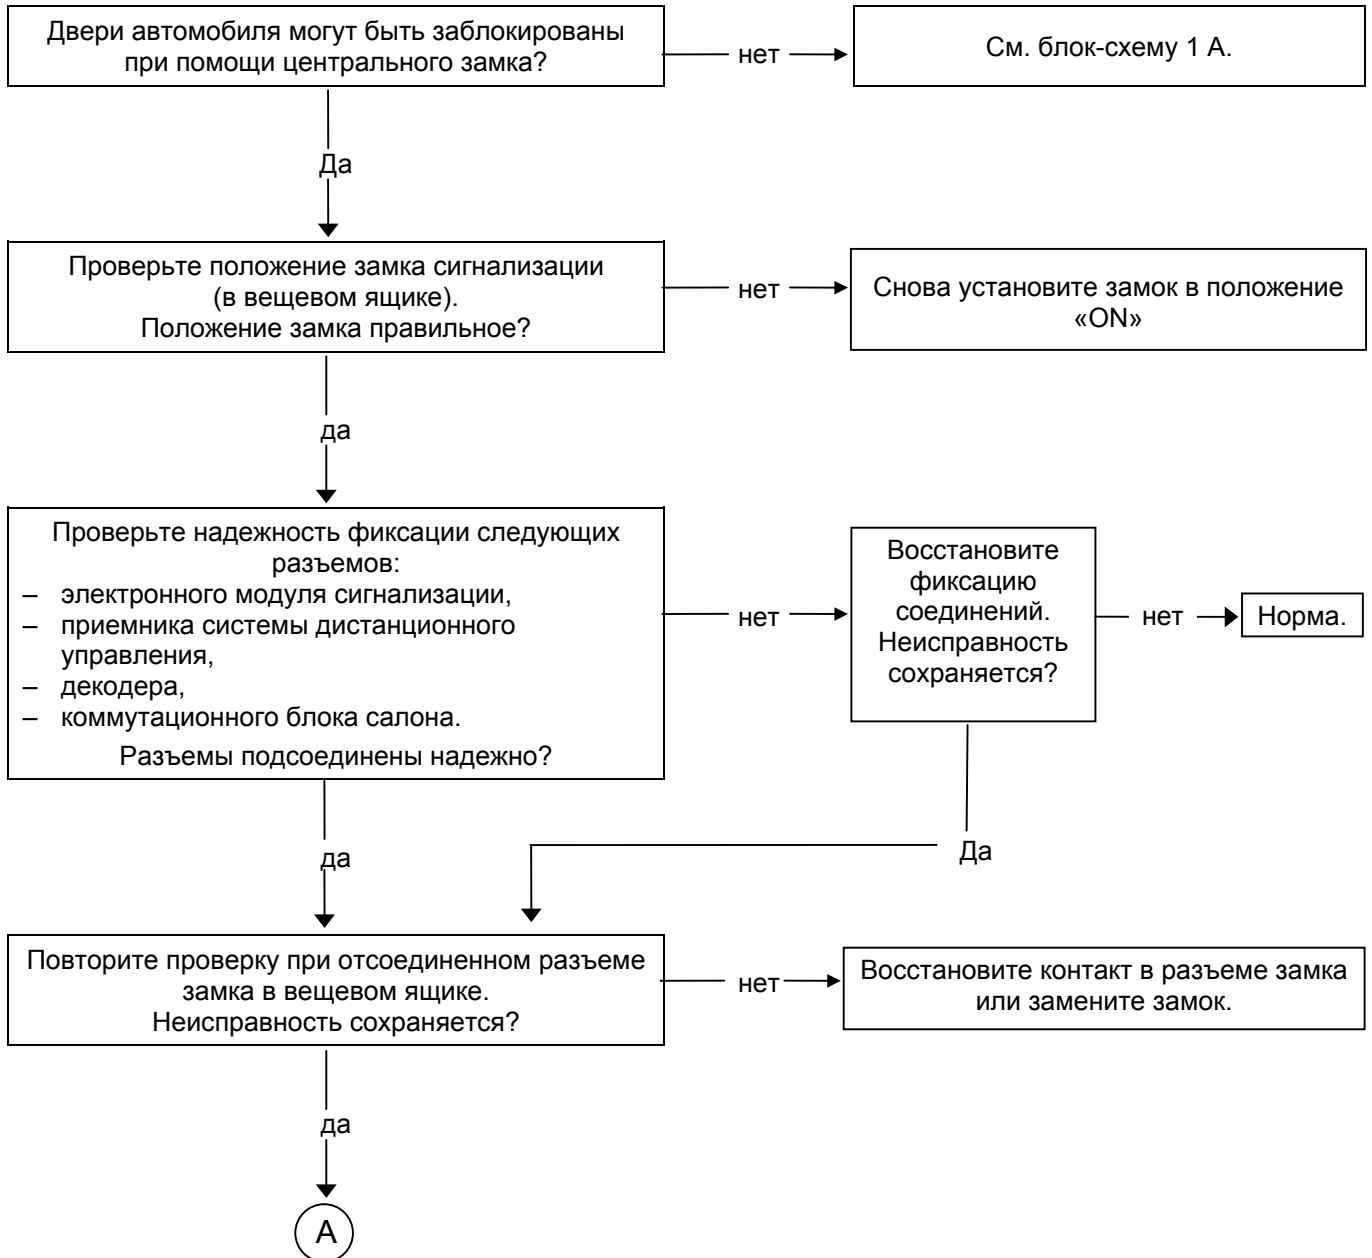 Двери автомобиля могут быть заблокированы
при помощи центрального замка?
нет
См. блок-схему 1 А.
Да
Проверьте положение замка сигнализации
(в вещевом ящике).
Положение замка правильное?
нет
Снова установите замок в положение
«ON»
да
Проверьте надежность фиксации следующих
разъемов:
– электронного модуля сигнализации,
– приемника системы дистанционного
управления,
– декодера,
– коммутационного блока салона.
Разъемы подсоединены надежно?
нет
Восстановите
фиксацию
соединений.
Неисправность
сохраняется?
нет
Норма.
да
Да
Повторите проверку при отсоединенном разъеме
замка в вещевом ящике.
Неисправность сохраняется?
нет
Восстановите контакт в разъеме замка
или замените замок.
да
А